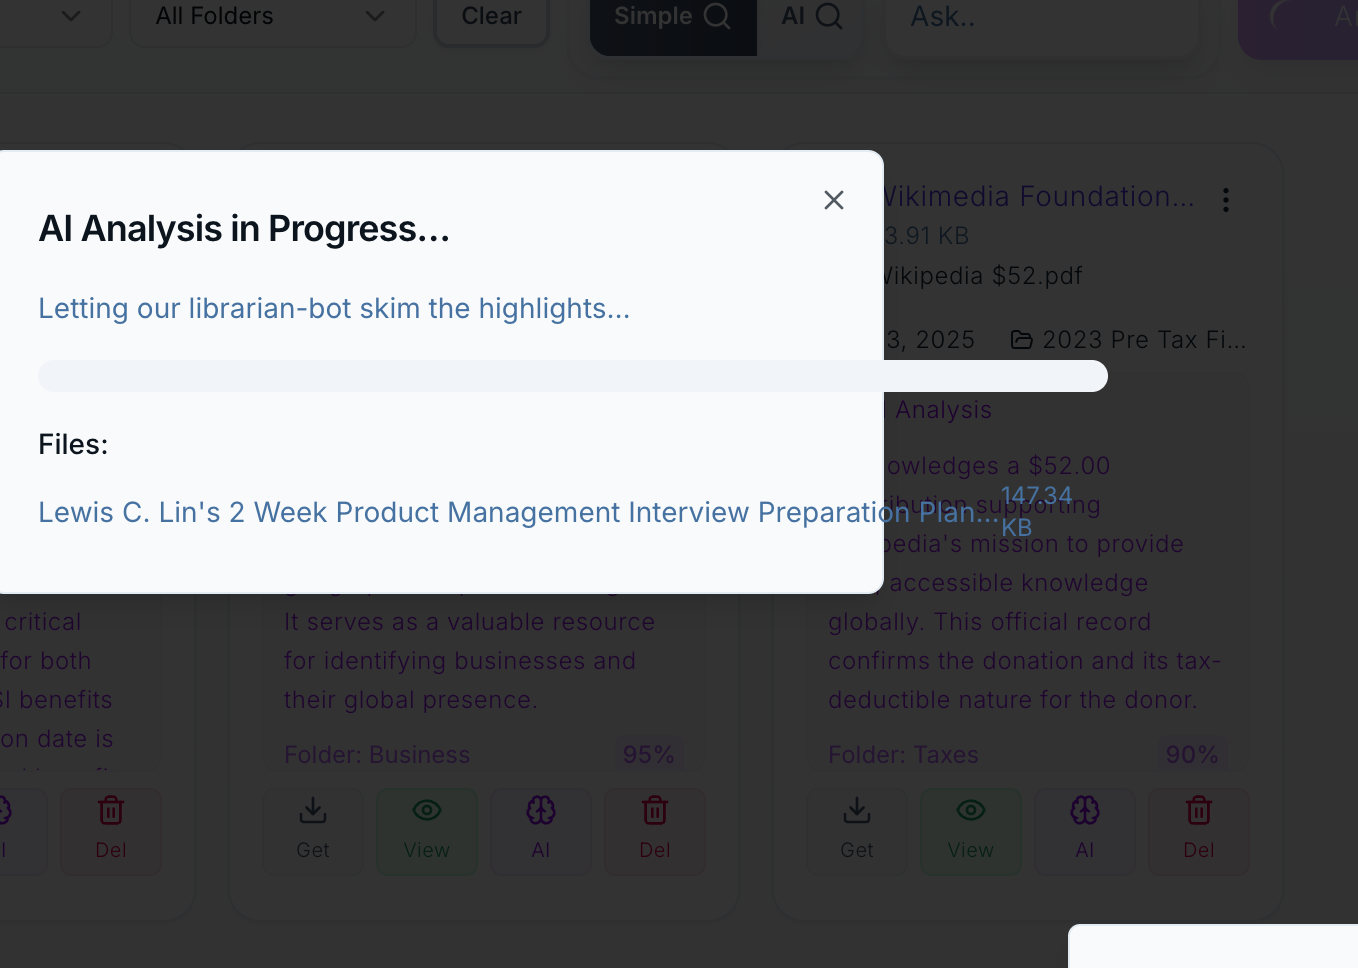 All Folders
Clear
Simple
AI
Ask..
AI Analysis in Progress...
Letting our librarian-bot skim the highlights...
Files:
Lewis C. Lin's 2 Week Product Management Interview Preparation Plan...
147.34
KB
Wikimedia Foundation...
3.91 KB
Wikipedia $52.pdf
3, 2025
2023 Pre Tax Fi...
Analysis
owledges a $52.00
ribution supporting
pedia's mission to provide
accessible knowledge
globally. This official record
confirms the donation and its tax-
deductible nature for the donor.
Folder: Taxes
90%
critical
for both
SI benefits
on date is
It serves as a valuable resource
for identifying businesses and
their global presence.
Folder: Business
95%
Del
Get
View
AI
Del
Get
View
AI
Del